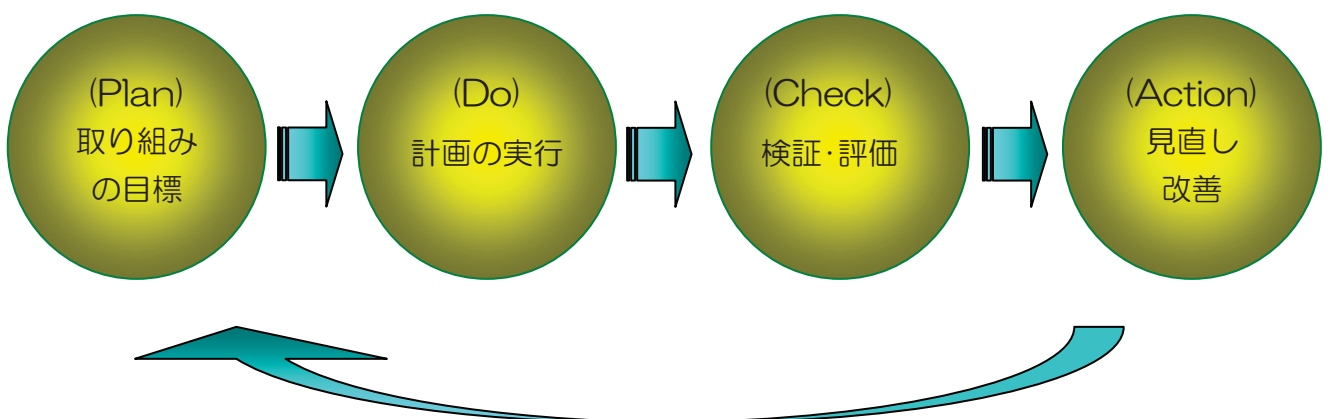 (Plan)
取り組み
の目標
(Do)
計画の実行
(Check)
検証・評価
(Action)
見直し
改善